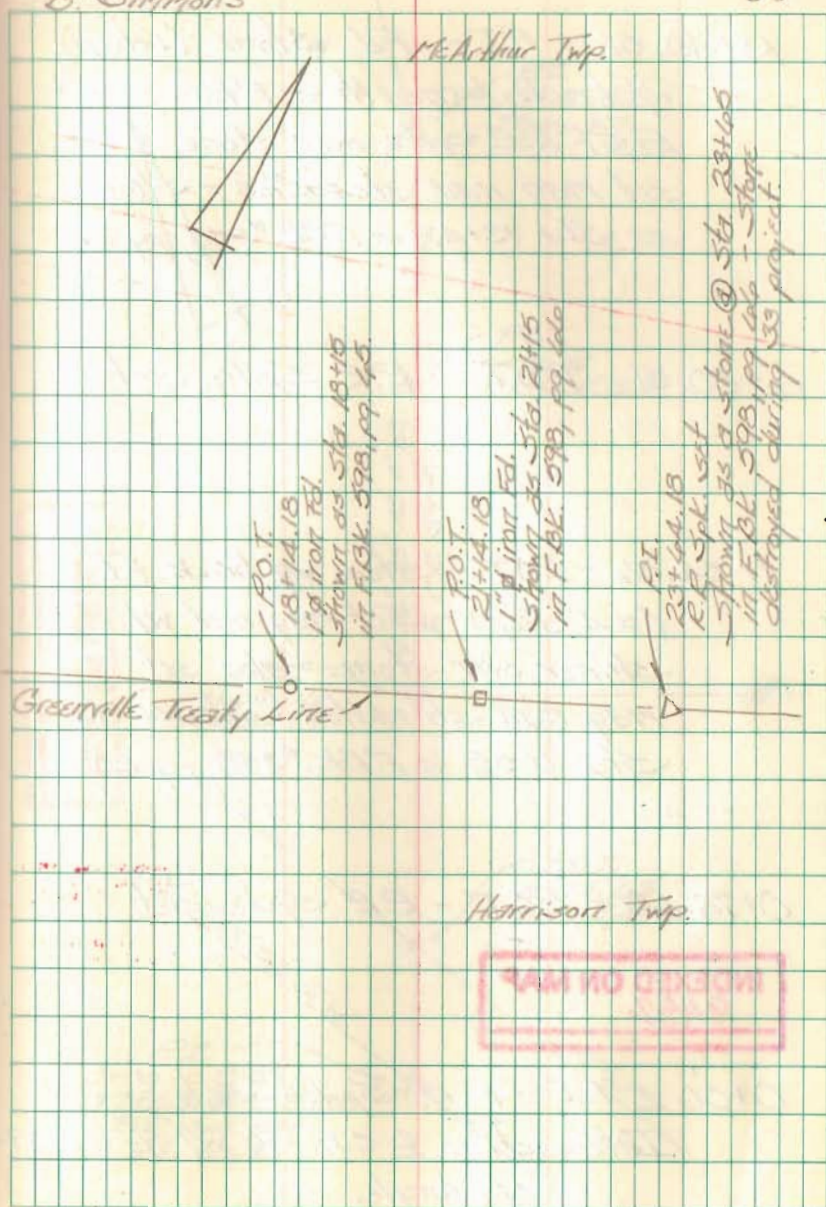 B. Simmons
McArthur Twp.
P.O.T.
18+14.18
1"ø iron Fd.
Shown as Sta. 18+15
in F.BK. 598, pg. 65.
P.O.T.
21+14.18
1"ø iron Fd.
Shown as Sta. 21+15
in F.BK. 598, pg. 66
P.I.
23+64.18
R.R. Spk. set
Shown as a stone @ Sta. 23+65
in F.BK. 598, pg. 66 - Stone
destroyed during '33 project.
Greenville Treaty Line
Harrison Twp.
INDEXED ON MAP